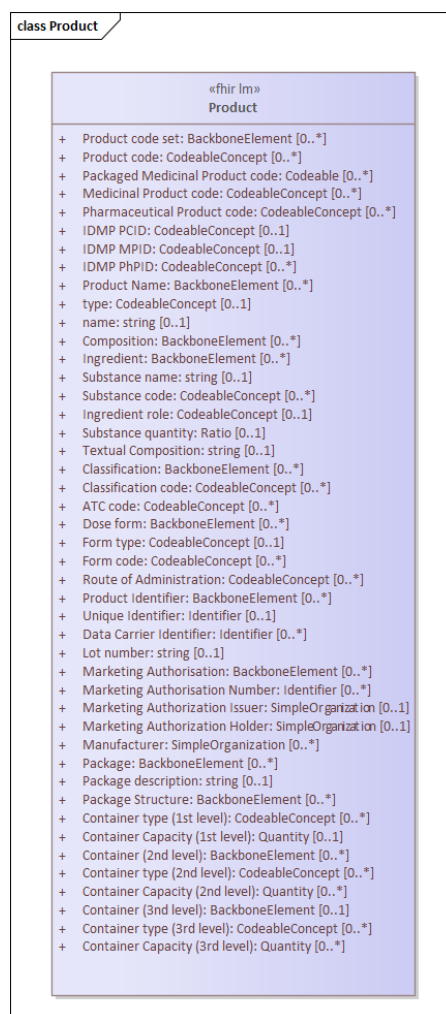 class Product
«fhir lm»
Product
+ Product code set: BackboneElement [0..*]
+ Product code: CodeableConcept [0..*]
+ Packaged Medicinal Product code: Codeable [0..*]
+ Medicinal Product code: CodeableConcept [0..*]
+ Pharmaceutical Product code: CodeableConcept [0..*]
+ IDMP PCID: CodeableConcept [0..1]
+ IDMP MPID: CodeableConcept [0..1]
+ IDMP PhPID: CodeableConcept [0..*]
+ Product Name: BackboneElement [0..*]
+ type: CodeableConcept [0..1]
+ name: string [0..1]
+ Composition: BackboneElement [0..*]
+ Ingredient: BackboneElement [0..*]
+ Substance name: string [0..1]
+ Substance code: CodeableConcept [0..*]
+ Ingredient role: CodeableConcept [0..1]
+ Substance quantity: Ratio [0..1]
+ Textual Composition: string [0..1]
+ Classification: BackboneElement [0..*]
+ Classification code: CodeableConcept [0..*]
+ ATC code: CodeableConcept [0..*]
+ Dose form: BackboneElement [0..*]
+ Form type: CodeableConcept [0..1]
+ Form code: CodeableConcept [0..*]
+ Route of Administration: CodeableConcept [0..*]
+ Product Identifier: BackboneElement [0..*]
+ Unique Identifier: Identifier [0..1]
+ Data Carrier Identifier: Identifier [0..*]
+ Lot number: string [0..1]
+ Marketing Authorisation: BackboneElement [0..*]
+ Marketing Authorisation Number: Identifier [0..*]
+ Marketing Authorization Issuer: SimpleOrganization [0..1]
+ Marketing Authorization Holder: SimpleOrganization [0..1]
+ Manufacturer: SimpleOrganization [0..*]
+ Package: BackboneElement [0..*]
+ Package description: string [0..1]
+ Package Structure: BackboneElement [0..*]
+ Container type (1st level): CodeableConcept [0..*]
+ Container Capacity (1st level): Quantity [0..1]
+ Container (2nd level): BackboneElement [0..*]
+ Container type (2nd level): CodeableConcept [0..*]
+ Container Capacity (2nd level): Quantity [0..*]
+ Container (3nd level): BackboneElement [0..1]
+ Container type (3rd level): CodeableConcept [0..*]
+ Container Capacity (3rd level): Quantity [0..*]